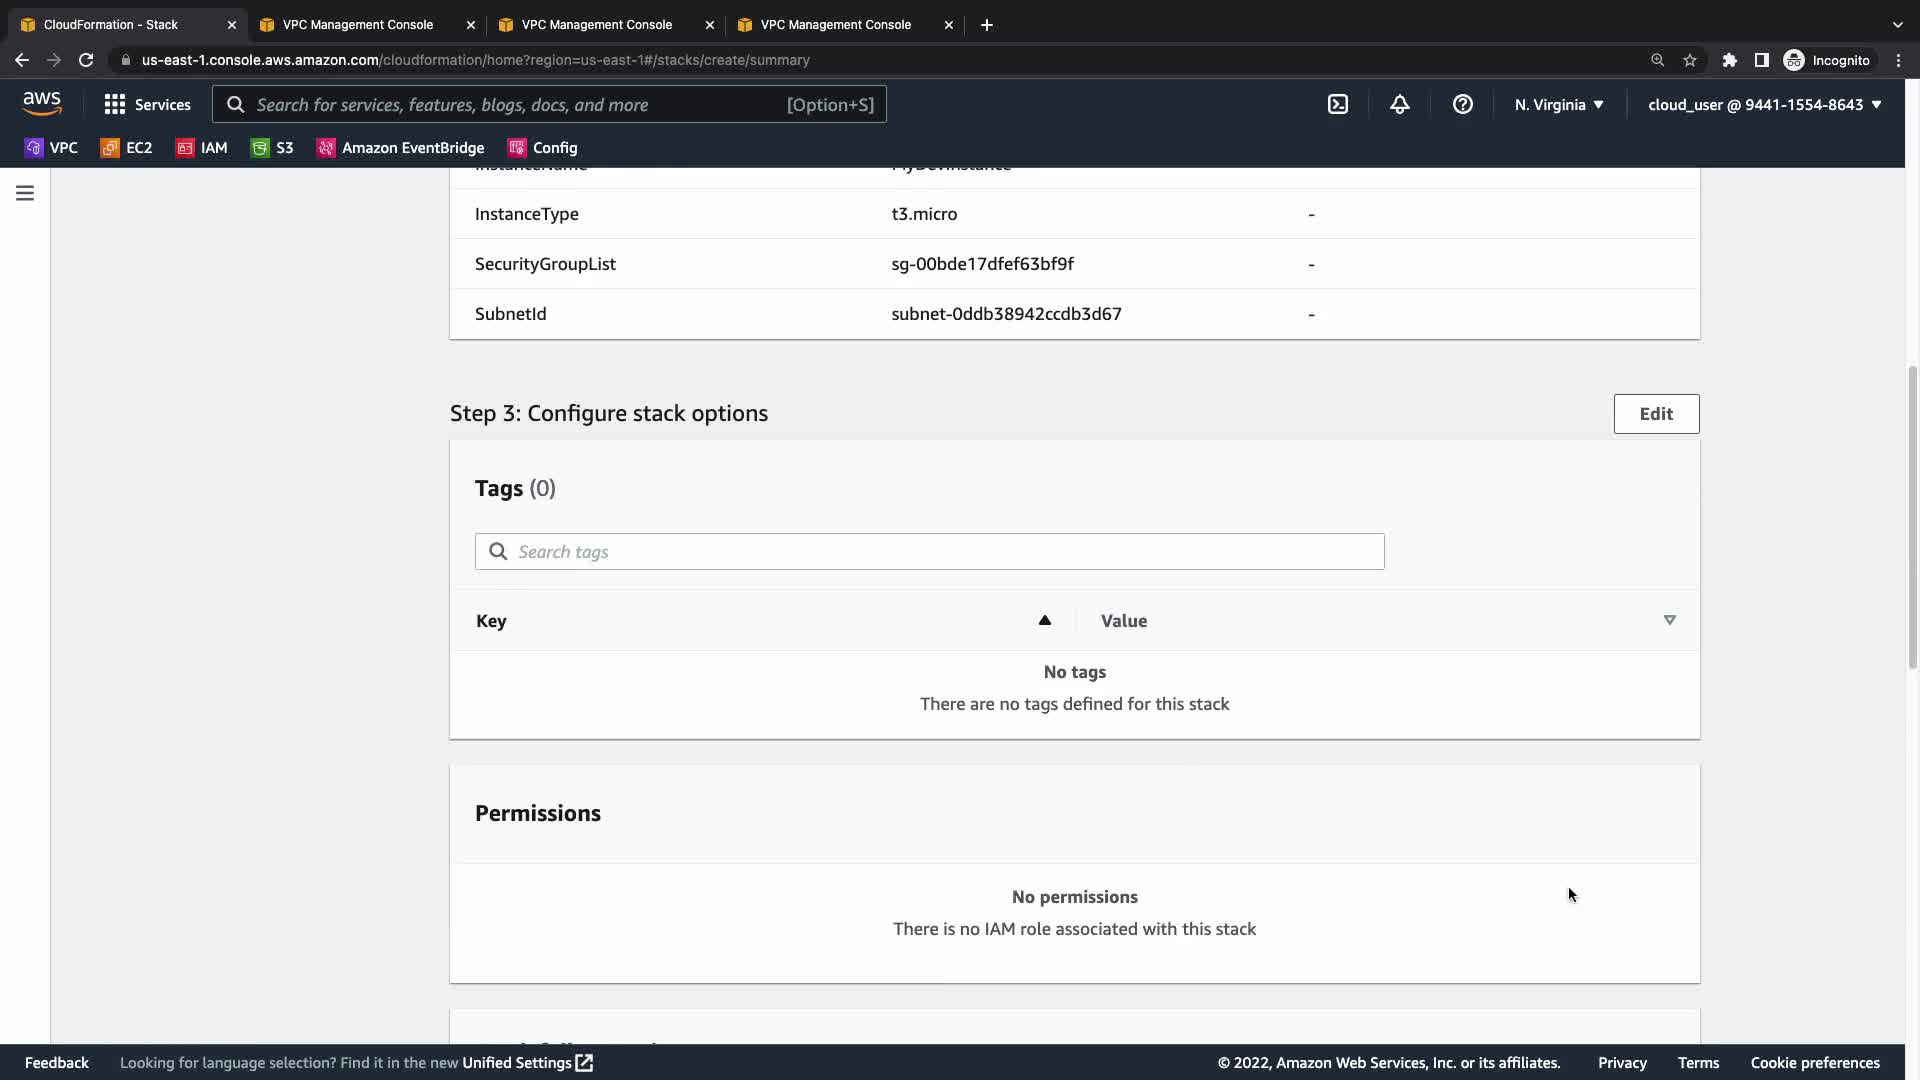 CloudFormation - Stack
VPC Management Console
VPC Management Console
VPC Management Console
us-east-1.console.aws.amazon.com/cloudformation/home?region=us-east-1#/stacks/create/summary
Incognito
aws
Services
Search for services, features, blogs, docs, and more
[Option+S]
N. Virginia
cloud_user @ 9441-1554-8643
VPC
EC2
IAM
S3
Amazon EventBridge
Config
InstanceName MyDevInstance
InstanceType t3.micro -
SecurityGroupList sg-00bde17dfef63bf9f -
SubnetId subnet-0ddb38942ccdb3d67 -
Step 3: Configure stack options
Edit
Tags (0)
Search tags
Key Value
No tags
There are no tags defined for this stack
Permissions
No permissions
There is no IAM role associated with this stack
Feedback
Looking for language selection? Find it in the new Unified Settings
© 2022, Amazon Web Services, Inc. or its affiliates.
Privacy
Terms
Cookie preferences